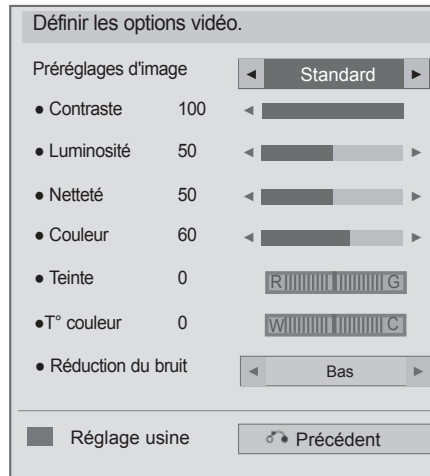 Définir les options vidéo.
Préréglages d'image ◄ Standard ►
● Contraste 100 ◄
● Luminosité 50 ◄ ►
● Netteté 50 ◄ ►
● Couleur 60 ◄ ►
● Teinte 0 R G
●T° couleur 0 W C
● Réduction du bruit ◄ Bas ►
Réglage usine Précédent